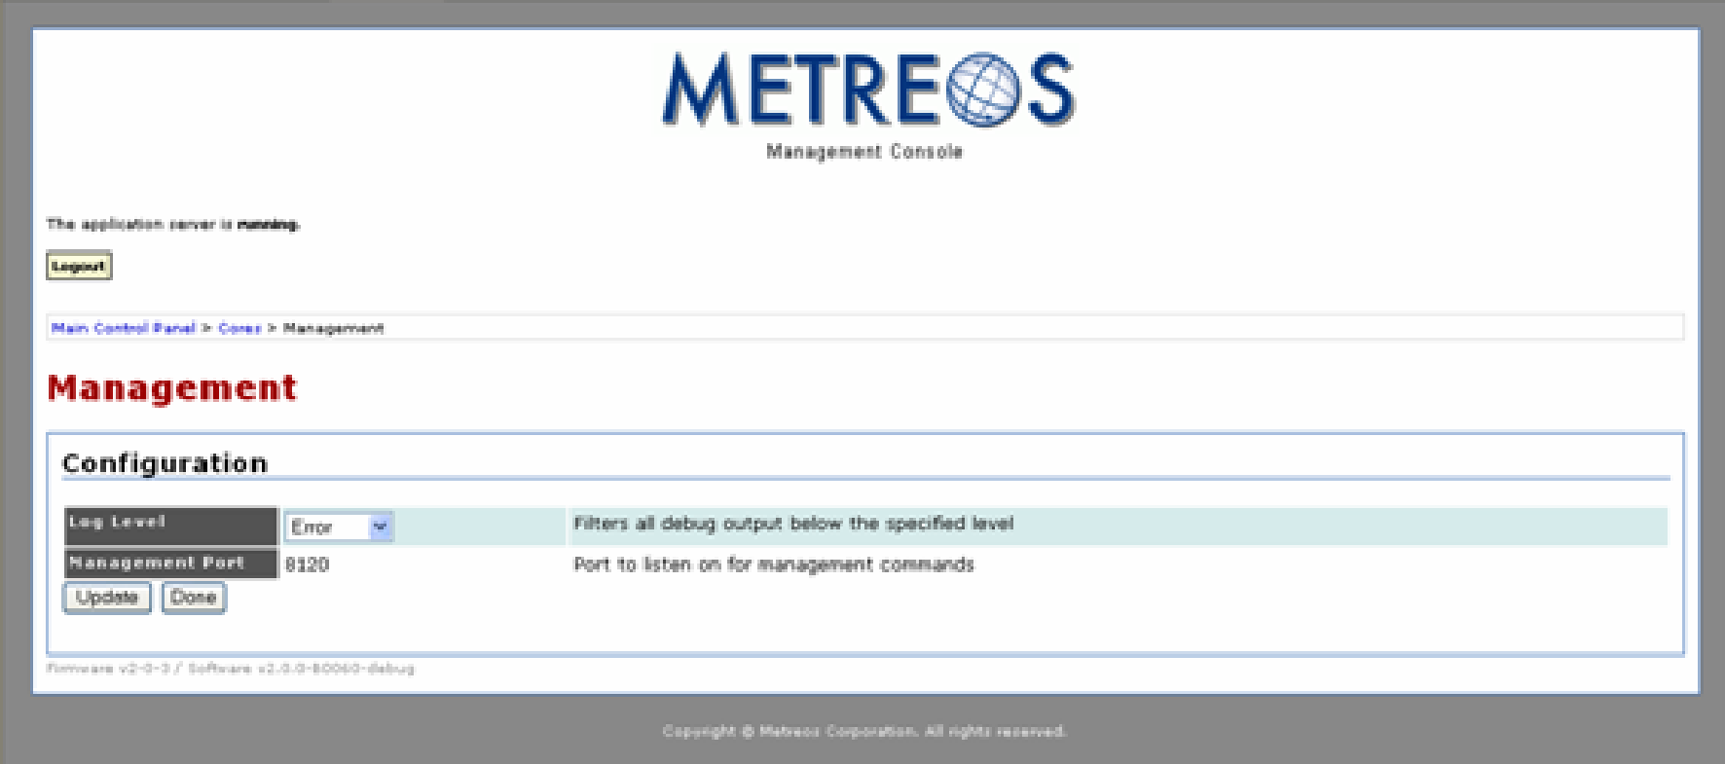 METREOS
Management Console
The application server is running.
Logout
Main Control Panel > Cores > Management
Management
Configuration
Log Level Error Filters all debug output below the specified level
Management Port 8120 Port to listen on for management commands
Update Done
Firmware v2-0-3 / Software v2.0.0-B0060-debug
Copyright © Metreos Corporation. All rights reserved.